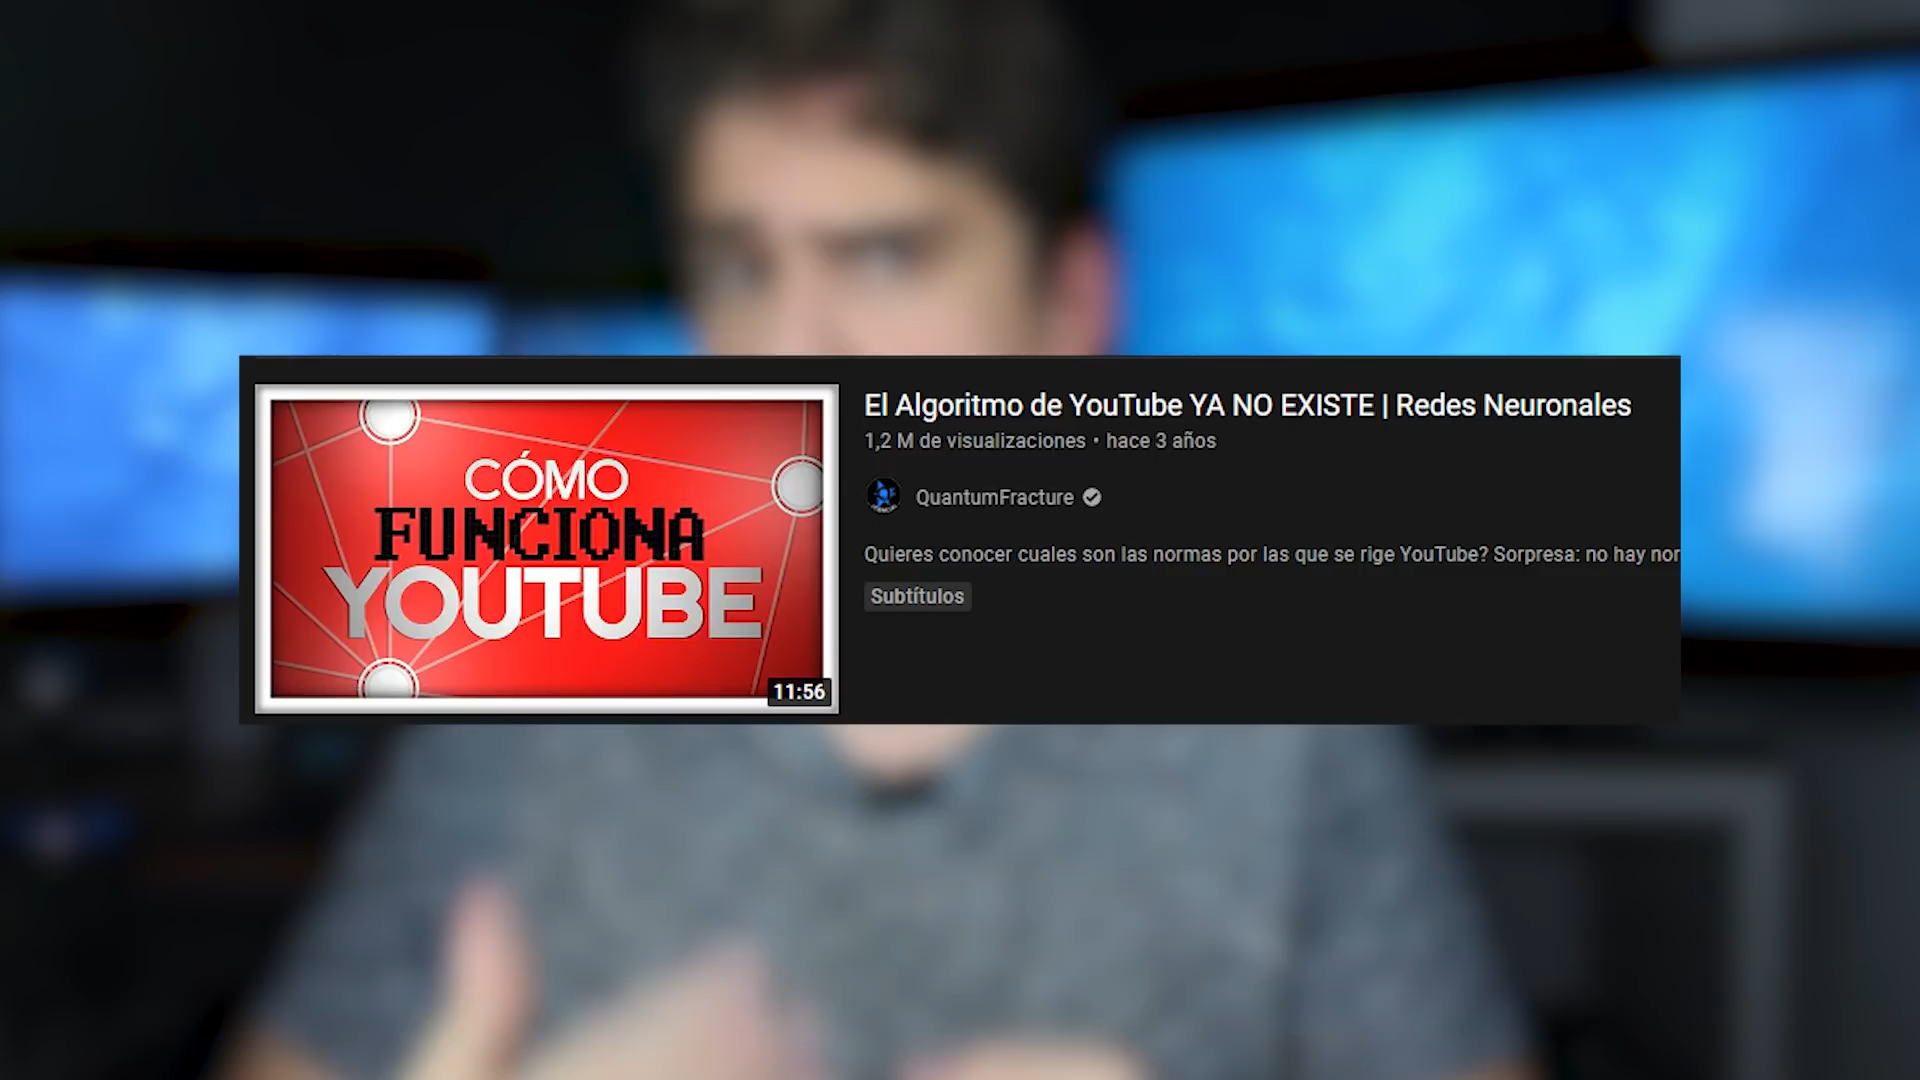 CÓMO
FUNCIONA
YOUTUBE
11:56
El Algoritmo de YouTube YA NO EXISTE | Redes Neuronales
1,2 M de visualizaciones • hace 3 años
QuantumFracture
Quieres conocer cuales son las normas por las que se rige YouTube? Sorpresa: no hay nor
Subtítulos